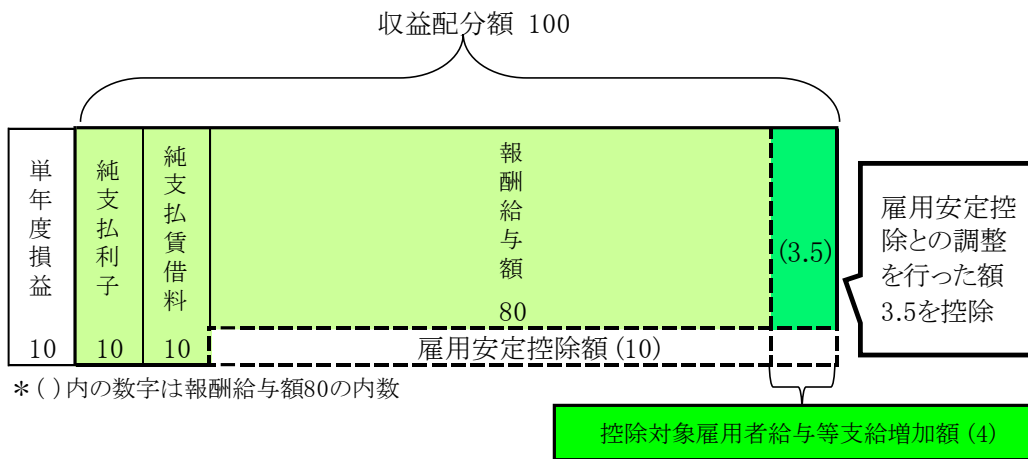 収益配分額 100
単年度損益
10
純支払利子
10
純支払賃借料
10
報酬給与額
80
(3.5)
雇用安定控除額(10)
雇用安定控
除との調整
を行った額
3.5を控除
＊( )内の数字は報酬給与額80の内数
控除対象雇用者給与等支給増加額(4)